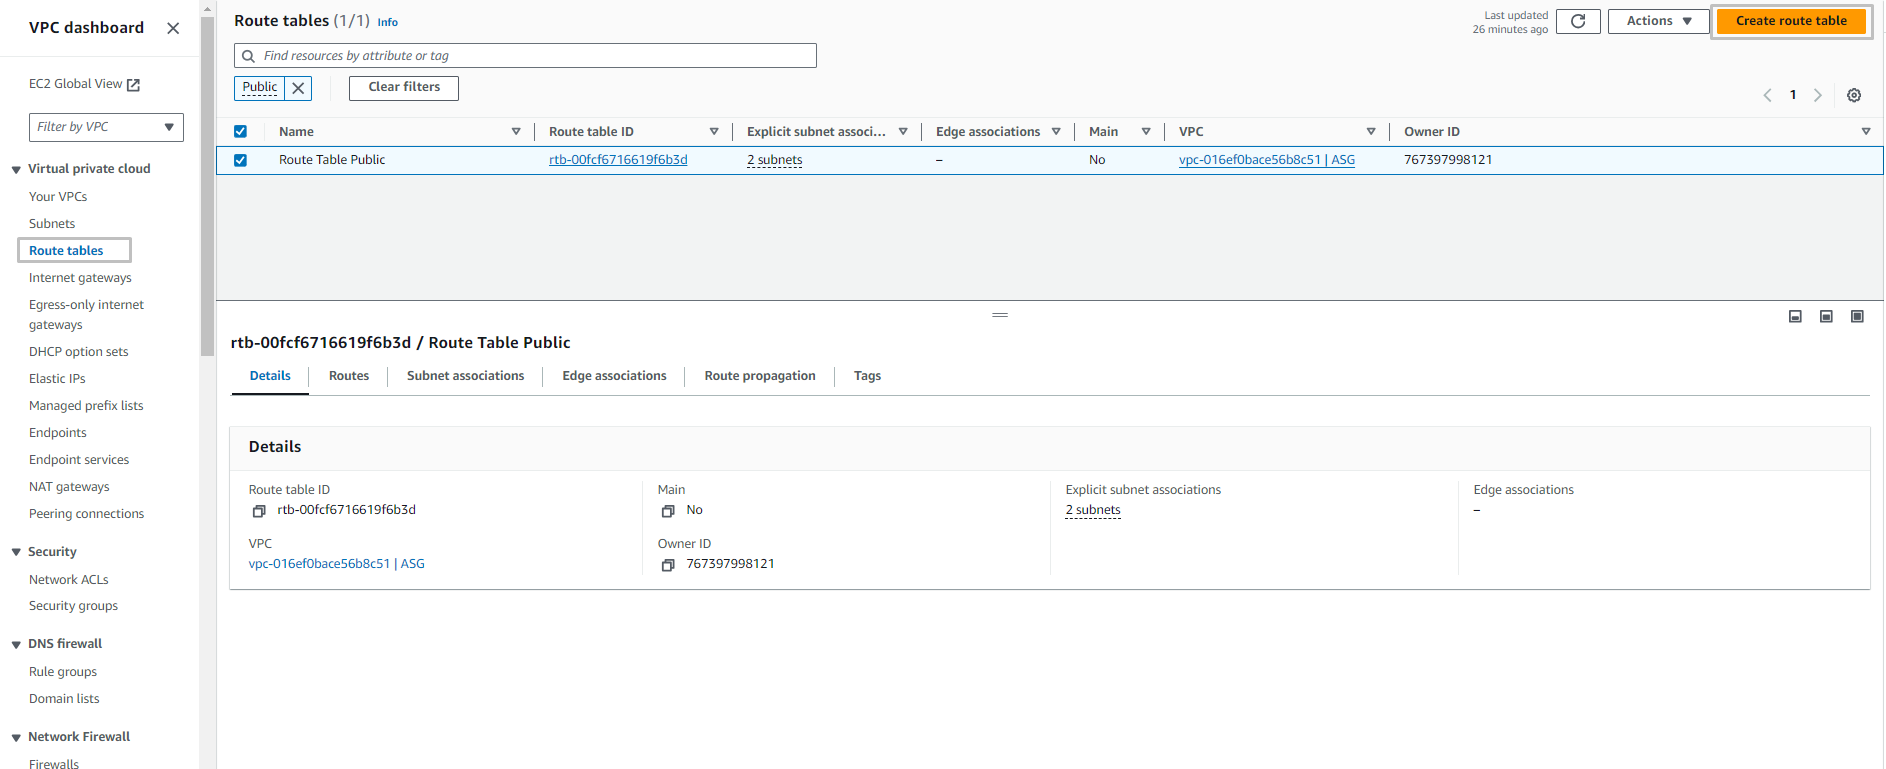 VPC dashboard
EC2 Global View
Filter by VPC
Virtual private cloud
Your VPCs
Subnets
Route tables
Internet gateways
Egress-only internet
gateways
DHCP option sets
Elastic IPs
Managed prefix lists
Endpoints
Endpoint services
NAT gateways
Peering connections
Security
Network ACLs
Security groups
DNS firewall
Rule groups
Domain lists
Network Firewall
Firewalls
Route tables (1/1) Info
Last updated
26 minutes ago
Actions
Create route table
Find resources by attribute or tag
Public
Clear filters
1
Name Route table ID Explicit subnet associ... Edge associations Main VPC Owner ID
Route Table Public rtb-00fcf6716619f6b3d 2 subnets – No vpc-016ef0bace56b8c51 | ASG 767397998121
rtb-00fcf6716619f6b3d / Route Table Public
Details Routes Subnet associations Edge associations Route propagation Tags
Details
Route table ID
rtb-00fcf6716619f6b3d
VPC
vpc-016ef0bace56b8c51 | ASG
Main
No
Owner ID
767397998121
Explicit subnet associations
2 subnets
Edge associations
–